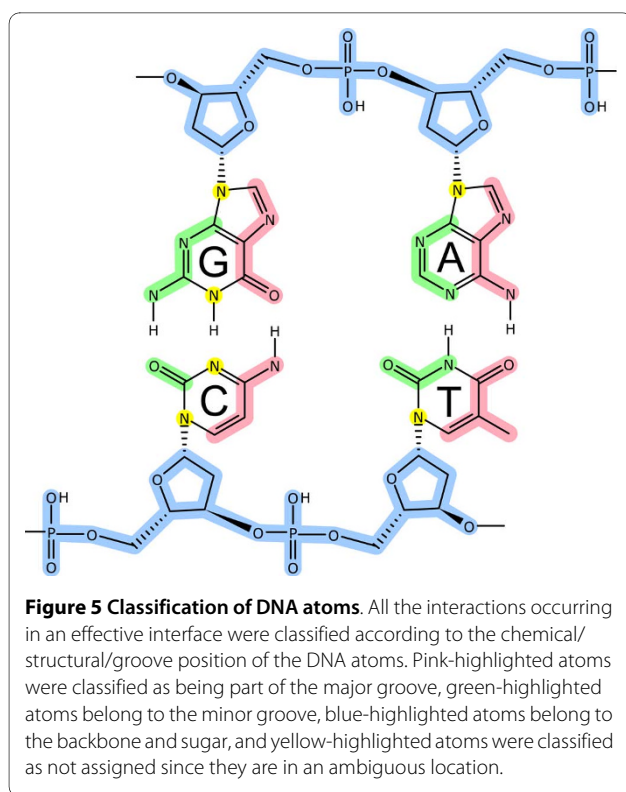 O O
O P O O P
O
OH OH
O O
N N
N N
N N
G A
N N O N N
H H H H H
O N N O N O
C T
N N
O O
OH OH
P O O P O O
O O
Figure 5 Classification of DNA atoms. All the interactions occurring
in an effective interface were classified according to the chemical/
structural/groove position of the DNA atoms. Pink-highlighted atoms
were classified as being part of the major groove, green-highlighted
atoms belong to the minor groove, blue-highlighted atoms belong to
the backbone and sugar, and yellow-highlighted atoms were classified
as not assigned since they are in an ambiguous location.